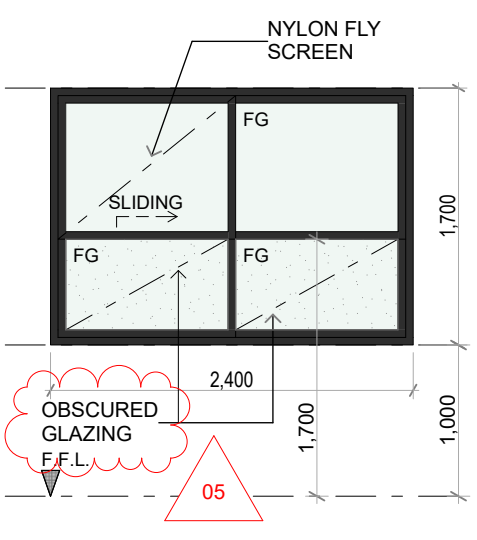 NYLON FLY
SCREEN
FG
SLIDING
FG
FG
1,700
2,400
OBSCURED
GLAZING
F.F.L.
1,700
1,000
05